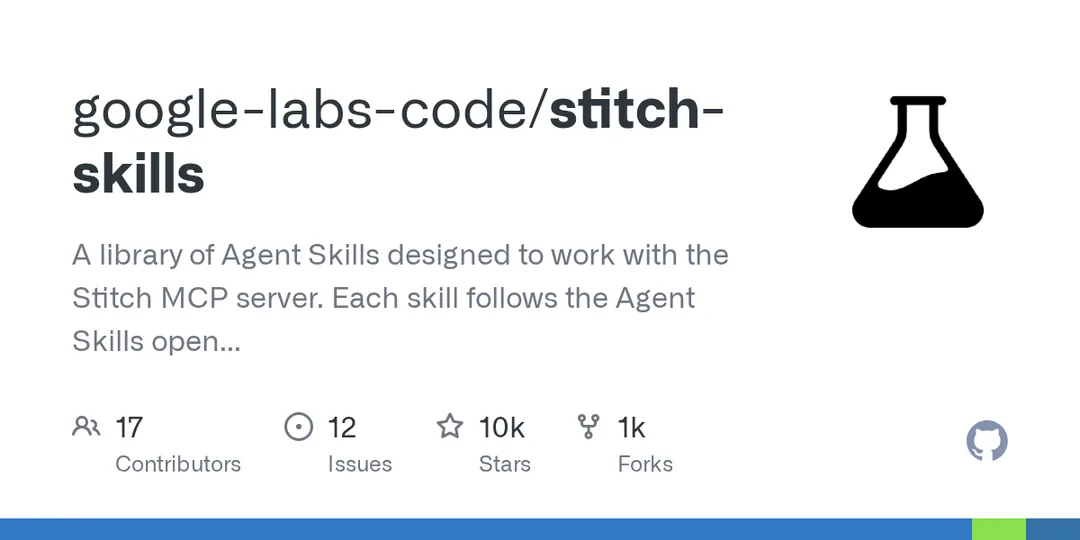 google-labs-code/stitch-
skills
A library of Agent Skills designed to work with the
Stitch MCP server. Each skill follows the Agent
Skills open...
17 12 10k 1k
Contributors Issues Stars Forks